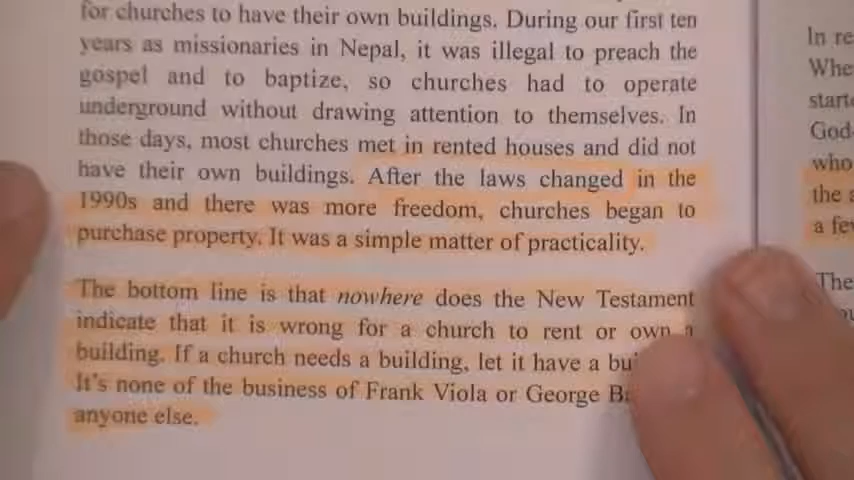 for churches to have their own buildings. During our first ten
years as missionaries in Nepal, it was illegal to preach the
gospel and to baptize, so churches had to operate
underground without drawing attention to themselves. In
those days, most churches met in rented houses and did not
have their own buildings. After the laws changed in the
1990s and there was more freedom, churches began to
purchase property. It was a simple matter of practicality.
The bottom line is that nowhere does the New Testament
indicate that it is wrong for a church to rent or own a
building. If a church needs a building, let it have a
It's none of the business of Frank Viola or George
anyone else.
In
started
God
who
the
a
The